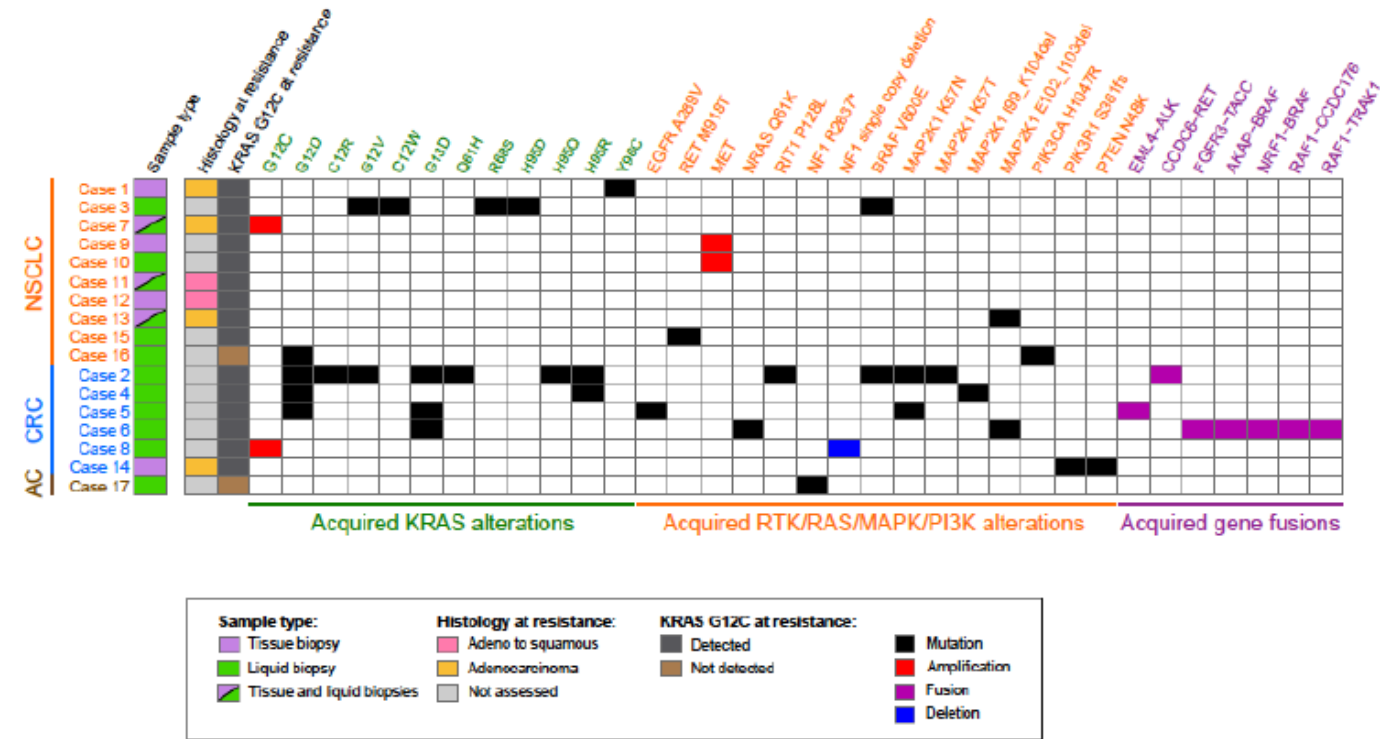 Sample type
Histology at resistance
KRAS G12C at resistance
G12C
G12D
C12R
G12V
C12W
G13D
Q61H
R68S
H95D
H95Q
H95R
Y96C
EGFR A289V
RET M918T
MET
NRAS Q61K
RIT1 P128L
NF1 R2637*
NF1 single copy deletion
BRAF V600E
MAP2K1 K57N
MAP2K1 K57T
MAP2K1 I99_K104del
MAP2K1 E102_I103del
PIK3CA H1047R
PIK3R1 S361fs
PTEN N48K
EML4-ALK
CCDC6-RET
FGFR3-TACC
AKAP-BRAF
NRF1-BRAF
RAF1-CCDC176
RAF1-TRAK1
NSCLC
Case 1
Case 3
Case 7
Case 9
Case 10
Case 11
Case 12
Case 13
Case 15
Case 16
CRC
Case 2
Case 4
Case 5
Case 6
Case 8
Case 14
AC
Case 17
Acquired KRAS alterations
Acquired RTK/RAS/MAPK/PI3K alterations
Acquired gene fusions
Sample type:
Tissue biopsy
Liquid biopsy
Tissue and liquid biopsies
Histology at resistance:
Adeno to squamous
Adenocarcinoma
Not assessed
KRAS G12C at resistance:
Detected
Not detected
Mutation
Amplification
Fusion
Deletion